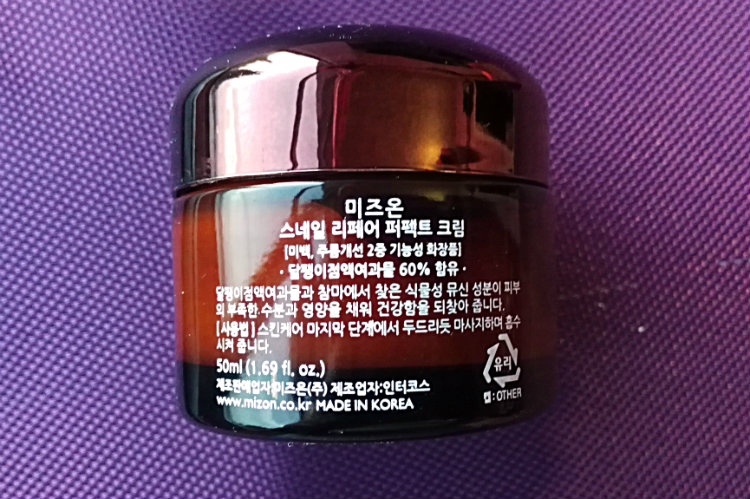 미즈온
스네일 리페어 퍼펙트 크림
[미백, 주름개선 2중 기능성 화장품]
· 달팽이점액여과물 60% 함유 ·
달팽이점액여과물과 참마에서 찾은 식물성 뮤신 성분이 피부
의 부족한 수분과 영양을 채워 건강함을 되찾아 줍니다.
[사용법] 스킨케어 마지막 단계에서 두드리듯 마사지하며 흡수
시켜 줍니다.
50ml (1.69 fl. oz.)
제조판매업자:미즈온(주) 제조업자:인터코스
www.mizon.co.kr MADE IN KOREA
유리
캡:OTHER